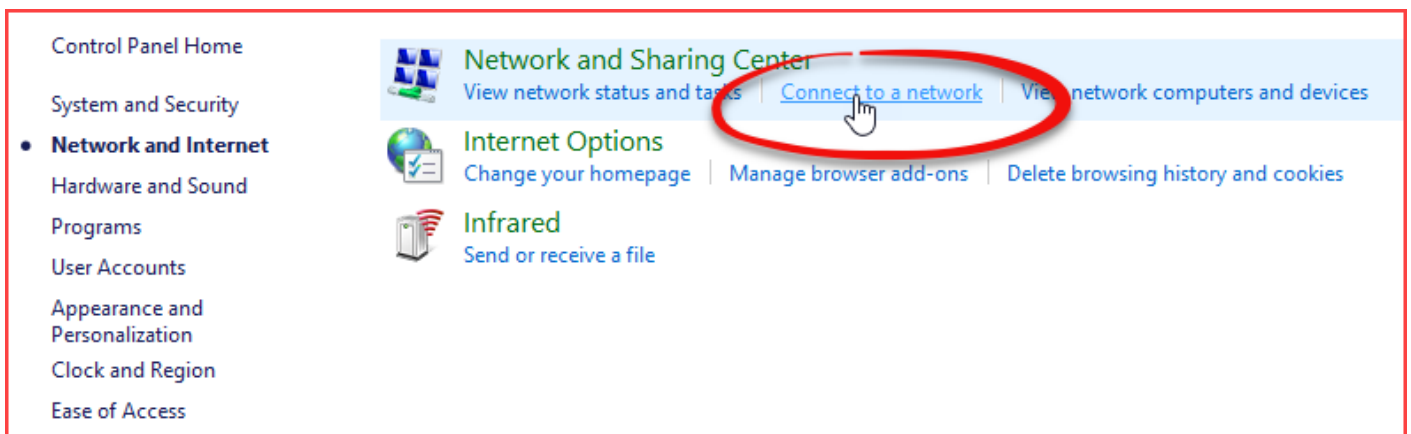 Control Panel Home
System and Security
Network and Internet
Hardware and Sound
Programs
User Accounts
Appearance and
Personalization
Clock and Region
Ease of Access
Network and Sharing Center
View network status and tasks Connect to a network View network computers and devices
Internet Options
Change your homepage Manage browser add-ons Delete browsing history and cookies
Infrared
Send or receive a file